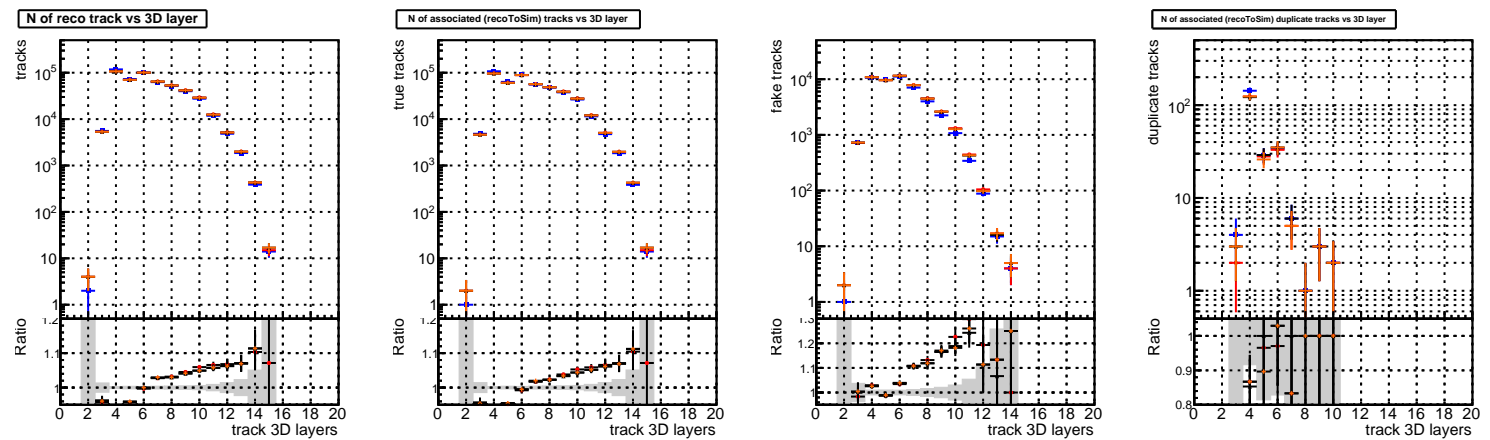 N of reco track vs 3D layer
tracks
10^5
10^4
10^3
10^2
10
1
Ratio
1.2
1.1
1
0 2 4 6 8 10 12 14 16 18 20
track 3D layers
N of associated (recoToSim) tracks vs 3D layer
true tracks
10^5
10^4
10^3
10^2
10
1
Ratio
1.2
1.1
1
0 2 4 6 8 10 12 14 16 18 20
track 3D layers
fake tracks
10^4
10^3
10^2
10
1
Ratio
1.3
1.2
1.1
1
0 2 4 6 8 10 12 14 16 18 20
track 3D layers
N of associated (recoToSim) duplicate tracks vs 3D layer
duplicate tracks
10^2
10
1
Ratio
1
0.9
0.8
0 2 4 6 8 10 12 14 16 18 20
track 3D layers